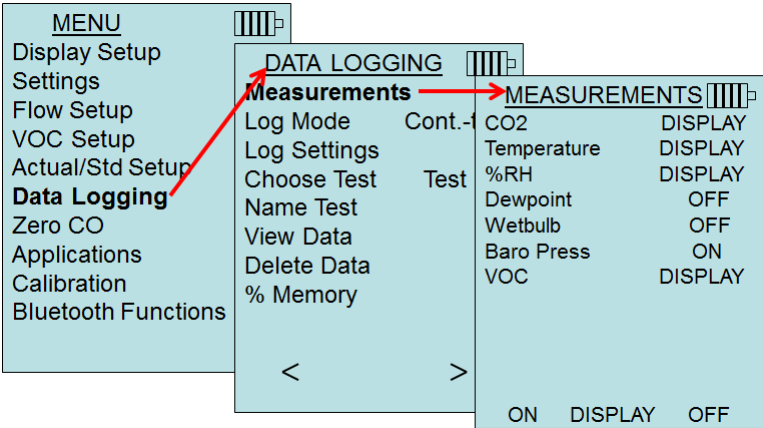 MENU
Display Setup
Settings
Flow Setup
VOC Setup
Actual/Std Setup
Data Logging
Zero CO
Applications
Calibration
Bluetooth Functions
DATA LOGGING
Measurements
Log Mode Cont.-t
Log Settings
Choose Test Test
Name Test
View Data
Delete Data
% Memory
< >
MEASUREMENTS
CO2 DISPLAY
Temperature DISPLAY
%RH DISPLAY
Dewpoint OFF
Wetbulb OFF
Baro Press ON
VOC DISPLAY
ON DISPLAY OFF